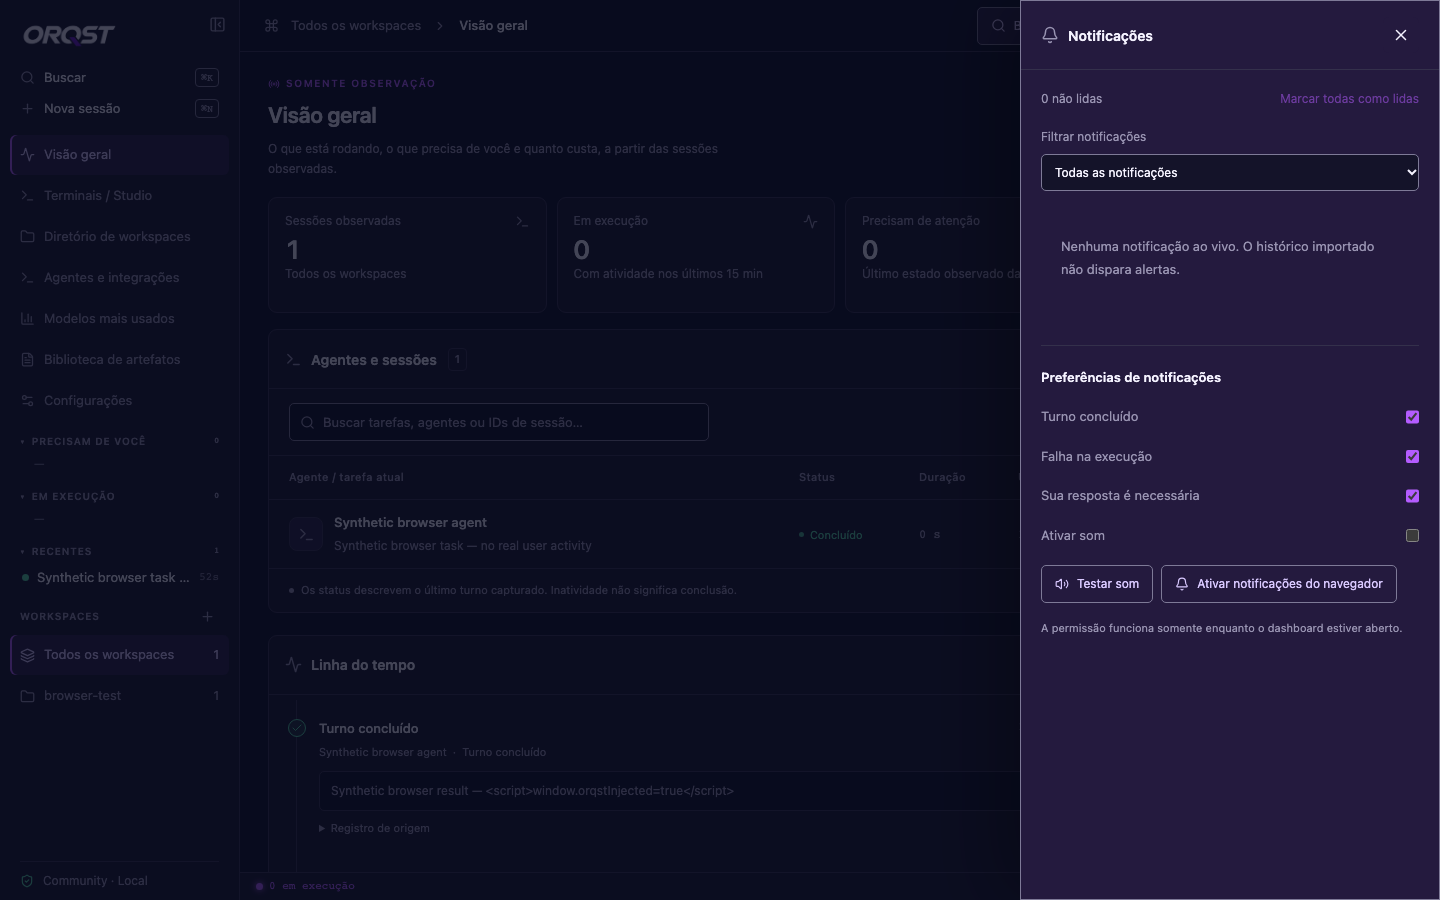 ORQST
Buscar
⌘K
Nova sessão
⌘N
Visão geral
Terminais / Studio
Diretório de workspaces
Agentes e integrações
Modelos mais usados
Biblioteca de artefatos
Configurações
PRECISAM DE VOCÊ 0
—
EM EXECUÇÃO 0
—
RECENTES 1
Synthetic browser task ... 52s
WORKSPACES
Todos os workspaces 1
browser-test 1
Community · Local
Todos os workspaces > Visão geral
B
SOMENTE OBSERVAÇÃO
Visão geral
O que está rodando, o que precisa de você e quanto custa, a partir das sessões
observadas.
Sessões observadas
1
Todos os workspaces
Em execução
0
Com atividade nos últimos 15 min
Precisam de atenção
0
Último estado observado da
Agentes e sessões 1
Buscar tarefas, agentes ou IDs de sessão...
Agente / tarefa atual Status Duração
Synthetic browser agent
Synthetic browser task — no real user activity
Concluído
0 s
Os status descrevem o último turno capturado. Inatividade não significa conclusão.
Linha do tempo
Turno concluído
Synthetic browser agent · Turno concluído
Synthetic browser result — <script>window.orqstInjected=true</script>
Registro de origem
0 em execução
Notificações
0 não lidas
Marcar todas como lidas
Filtrar notificações
Todas as notificações
Nenhuma notificação ao vivo. O histórico importado
não dispara alertas.
Preferências de notificações
Turno concluído
Falha na execução
Sua resposta é necessária
Ativar som
Testar som
Ativar notificações do navegador
A permissão funciona somente enquanto o dashboard estiver aberto.